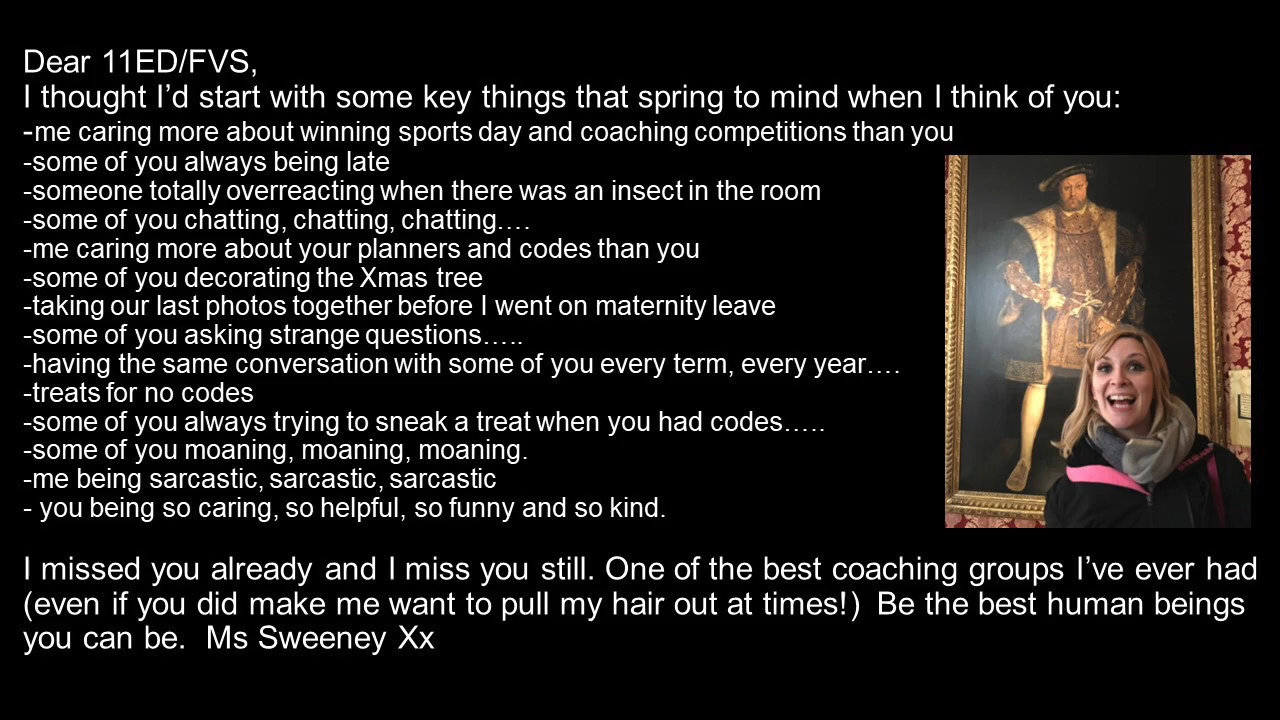 Dear 11ED/FVS,
I thought I’d start with some key things that spring to mind when I think of you:
-me caring more about winning sports day and coaching competitions than you
-some of you always being late
-someone totally overreacting when there was an insect in the room
-some of you chatting, chatting, chatting….
-me caring more about your planners and codes than you
-some of you decorating the Xmas tree
-taking our last photos together before I went on maternity leave
-some of you asking strange questions…..
-having the same conversation with some of you every term, every year….
-treats for no codes
-some of you always trying to sneak a treat when you had codes…..
-some of you moaning, moaning, moaning.
-me being sarcastic, sarcastic, sarcastic
- you being so caring, so helpful, so funny and so kind.
I missed you already and I miss you still. One of the best coaching groups I’ve ever had
(even if you did make me want to pull my hair out at times!)  Be the best human beings
you can be.  Ms Sweeney Xx